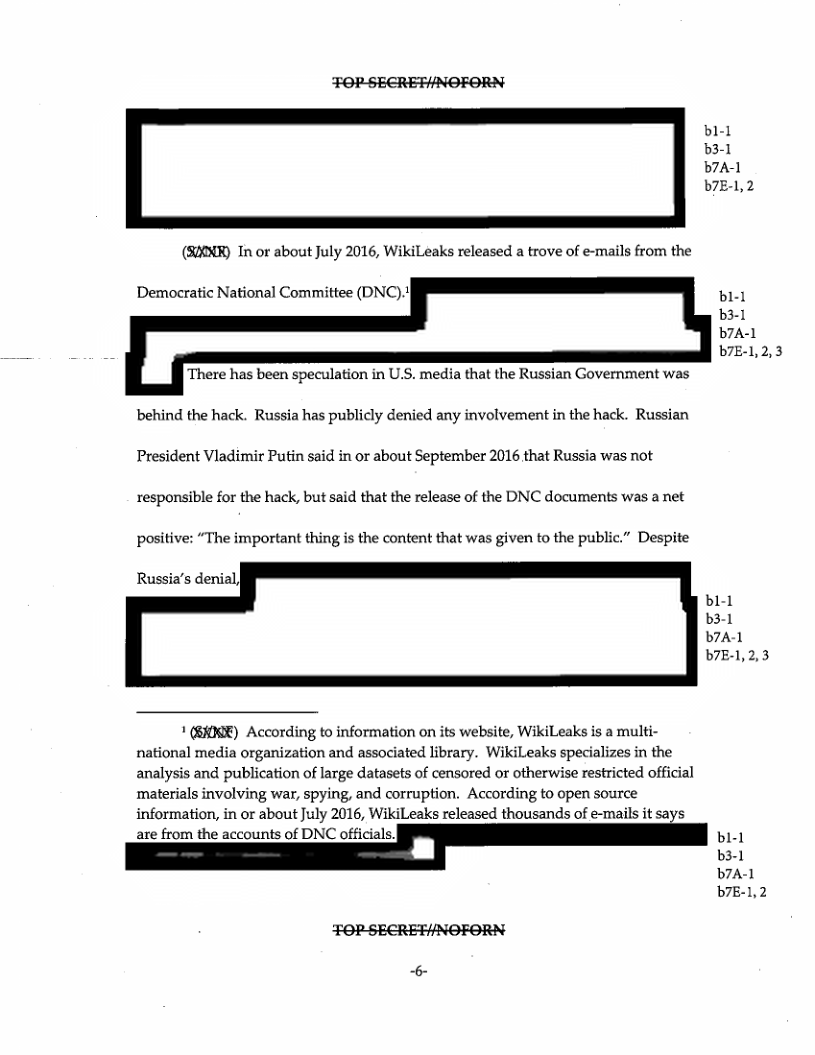 TOP SECRET//NOFORN
b1-1
b3-1
b7A-1
b7E-1, 2
In or about July 2016, WikiLeaks released a trove of e-mails from the
Democratic National Committee (DNC).¹
b1-1
b3-1
b7A-1
b7E-1, 2, 3
There has been speculation in U.S. media that the Russian Government was
behind the hack. Russia has publicly denied any involvement in the hack. Russian
President Vladimir Putin said in or about September 2016 that Russia was not
responsible for the hack, but said that the release of the DNC documents was a net
positive: “The important thing is the content that was given to the public.” Despite
Russia's denial,
b1-1
b3-1
b7A-1
b7E-1, 2, 3
¹ According to information on its website, WikiLeaks is a multi-
national media organization and associated library. WikiLeaks specializes in the
analysis and publication of large datasets of censored or otherwise restricted official
materials involving war, spying, and corruption. According to open source
information, in or about July 2016, WikiLeaks released thousands of e-mails it says
are from the accounts of DNC officials.
b1-1
b3-1
b7A-1
b7E-1, 2
TOP SECRET//NOFORN
-6-